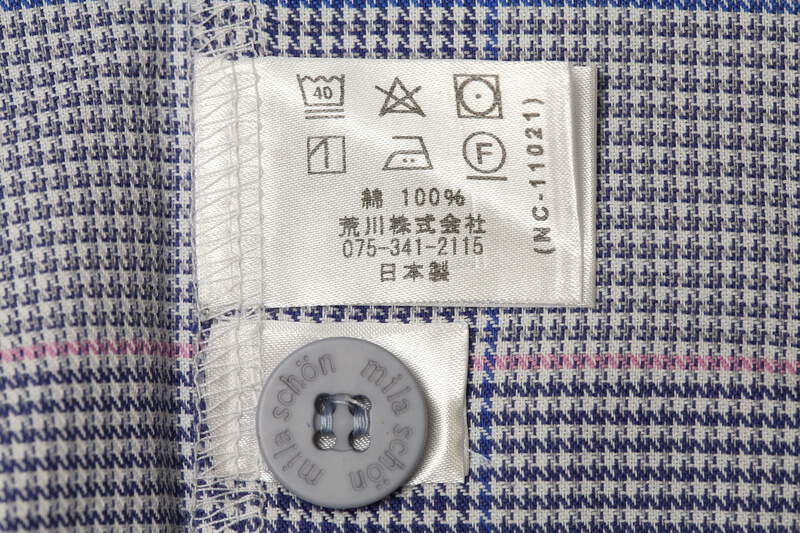 40
F
綿 100%
荒川株式会社
075-341-2115
日本製
(NC-11021)
mila schön mila schön